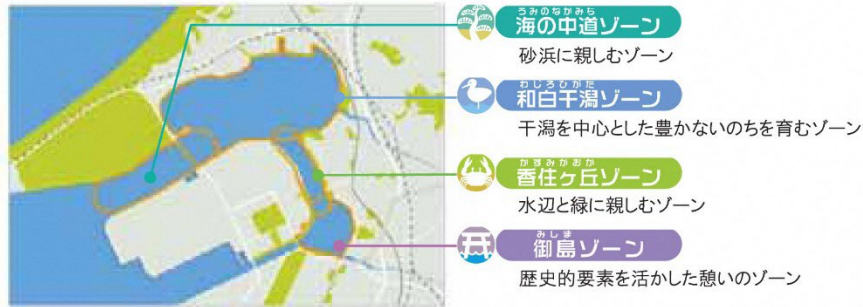 うみのなかみち
海の中道ゾーン
砂浜に親しむゾーン
わじろひがた
和白干潟ゾーン
干潟を中心とした豊かないのちを育むゾーン
かすみがおか
香住ヶ丘ゾーン
水辺と緑に親しむゾーン
みしま
御島ゾーン
歴史的要素を活かした憩いのゾーン